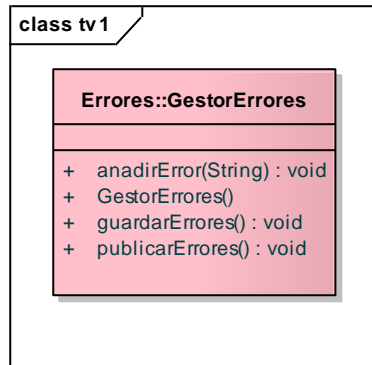 class tv1
Errores::GestorErrores
+ anadirError(String) : void
+ GestorErrores()
+ guardarErrores() : void
+ publicarErrores() : void